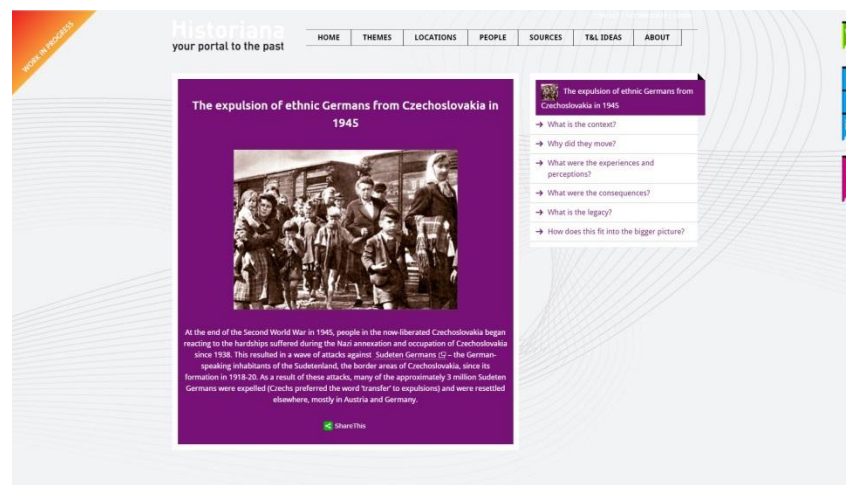 WORK IN PROGRESS
Historiana
your portal to the past
HOME THEMES LOCATIONS PEOPLE SOURCES T&L IDEAS ABOUT
The expulsion of ethnic Germans from Czechoslovakia in
1945
At the end of the Second World War in 1945, people in the now-liberated Czechoslovakia began
reacting to the hardships suffered during the Nazi annexation and occupation of Czechoslovakia
since 1938. This resulted in a wave of attacks against Sudeten Germans – the German-
speaking inhabitants of the Sudetenland, the border areas of Czechoslovakia, since its
formation in 1918-20. As a result of these attacks, many of the approximately 3 million Sudeten
Germans were expelled (Czechs preferred the word 'transfer' to expulsions) and were resettled
elsewhere, mostly in Austria and Germany.
ShareThis
The expulsion of ethnic Germans from
Czechoslovakia in 1945
→ What is the context?
→ Why did they move?
→ What were the experiences and
perceptions?
→ What were the consequences?
→ What is the legacy?
→ How does this fit into the bigger picture?